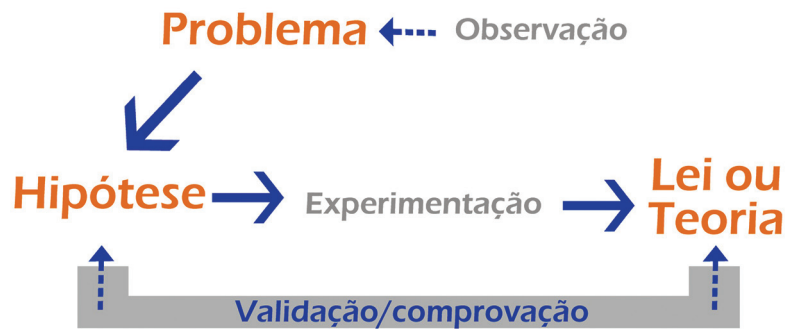 Problema
Observação
Hipótese
Experimentação
Lei ou
Teoria
Validação/comprovação